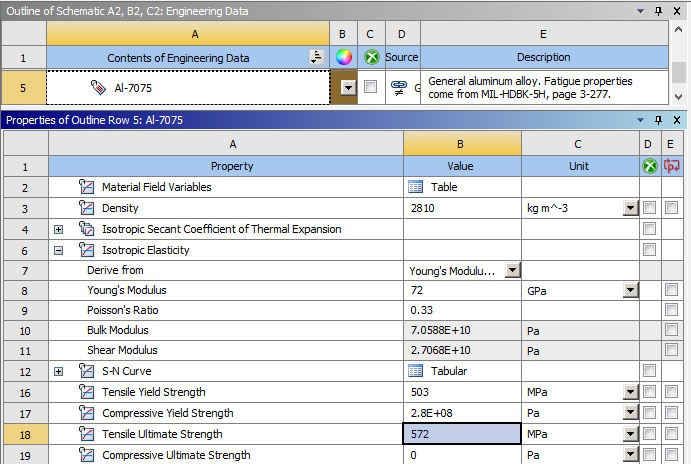 Outline of Schematic A2, B2, C2: Engineering Data
A B C D E
1 Contents of Engineering Data Source Description
5 Al-7075 General aluminum alloy. Fatigue properties
come from MIL-HDBK-5H, page 3-277.
Properties of Outline Row 5: Al-7075
A B C D E
1 Property Value Unit
2 Material Field Variables Table
3 Density 2810 kg m^-3
4 Isotropic Secant Coefficient of Thermal Expansion
6 Isotropic Elasticity
7 Derive from Young's Modulu...
8 Young's Modulus 72 GPa
9 Poisson's Ratio 0.33
10 Bulk Modulus 7.0588E+10 Pa
11 Shear Modulus 2.7068E+10 Pa
12 S-N Curve Tabular
16 Tensile Yield Strength 503 MPa
17 Compressive Yield Strength 2.8E+08 Pa
18 Tensile Ultimate Strength 572 MPa
19 Compressive Ultimate Strength 0 Pa